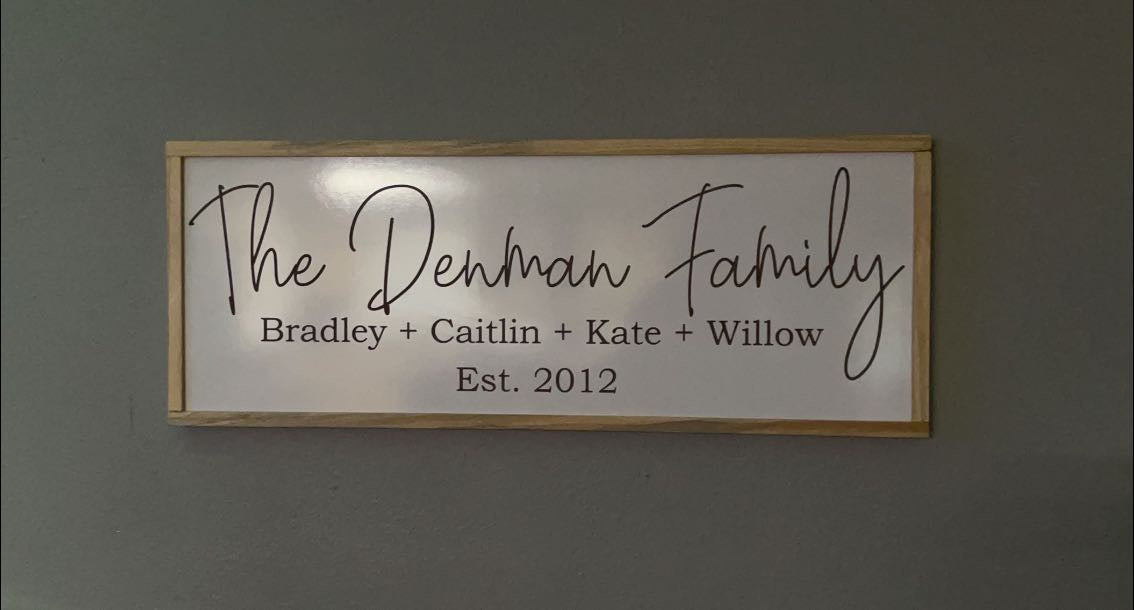 The Denman Family
Bradley + Caitlin + Kate + Willow
Est. 2012